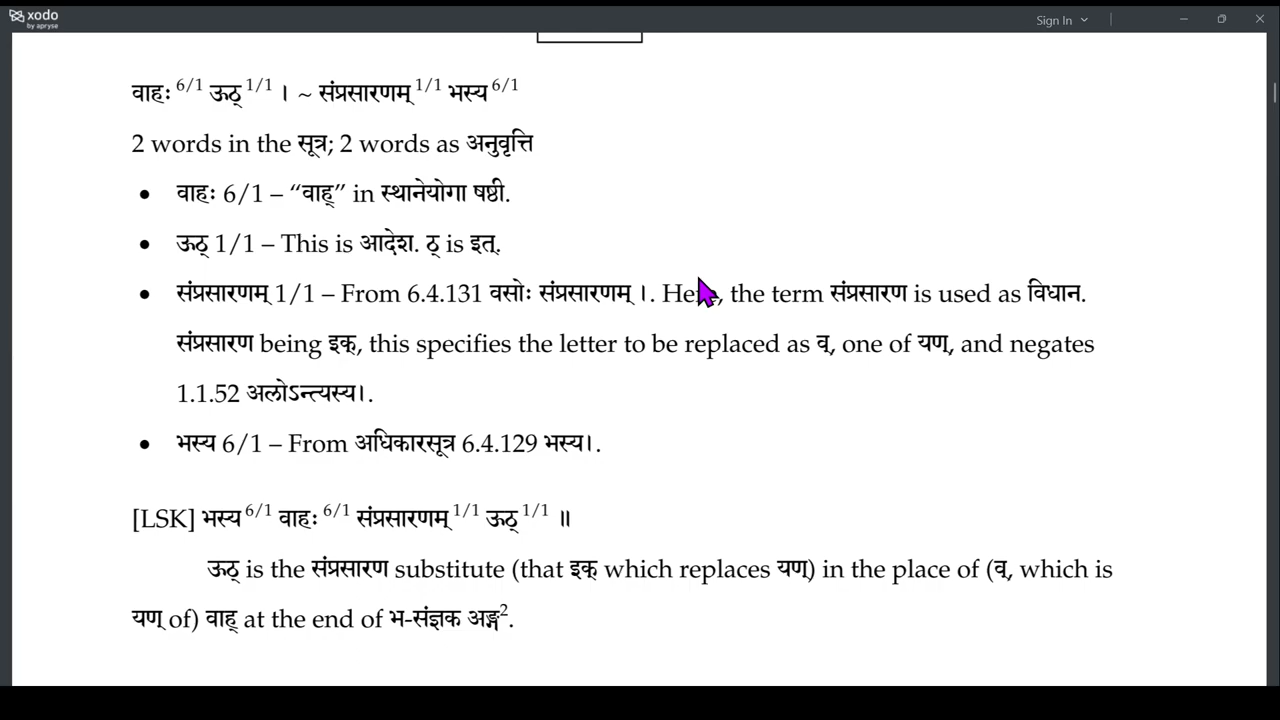 xodo
by apryse
Sign In
वाहः 6/1 ऊठ् 1/1 । ~ संप्रसारणम् 1/1 भस्य 6/1
2 words in the सूत्र; 2 words as अनुवृत्ति
• वाहः 6/1 – “वाह्” in स्थानेयोगा षष्ठी.
• ऊठ् 1/1 – This is आदेश. ठ् is इत्.
• संप्रसारणम् 1/1 – From 6.4.131 वसोः संप्रसारणम् ।. Here, the term संप्रसारण is used as विधान.
संप्रसारण being इक्, this specifies the letter to be replaced as व्, one of यण्, and negates
1.1.52 अलोऽन्त्यस्य।.
• भस्य 6/1 – From अधिकारसूत्र 6.4.129 भस्य।.
[LSK] भस्य 6/1 वाहः 6/1 संप्रसारणम् 1/1 ऊठ् 1/1 ॥
ऊठ् is the संप्रसारण substitute (that इक् which replaces यण्) in the place of (व्, which is
यण् of) वाह् at the end of भ-संज्ञक अङ्ग2.